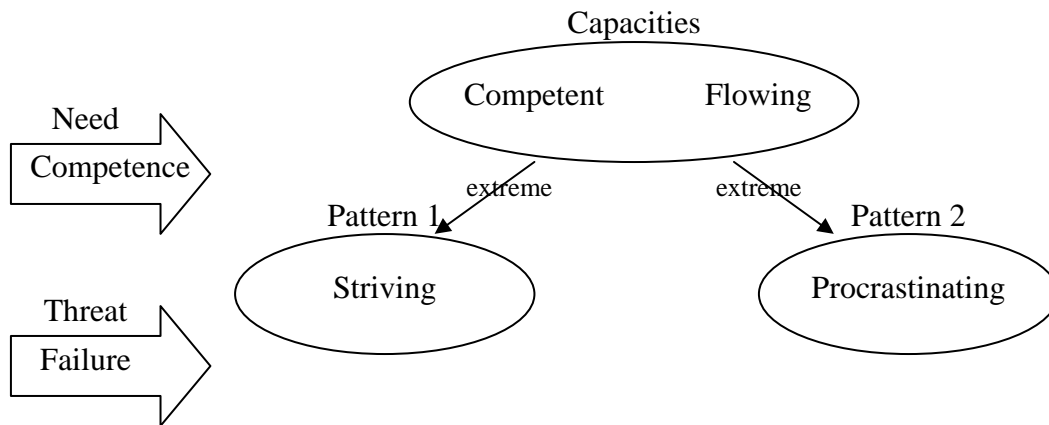 Capacities
Competent Flowing
Need
Competence
extreme extreme
Pattern 1 Pattern 2
Striving Procrastinating
Threat
Failure